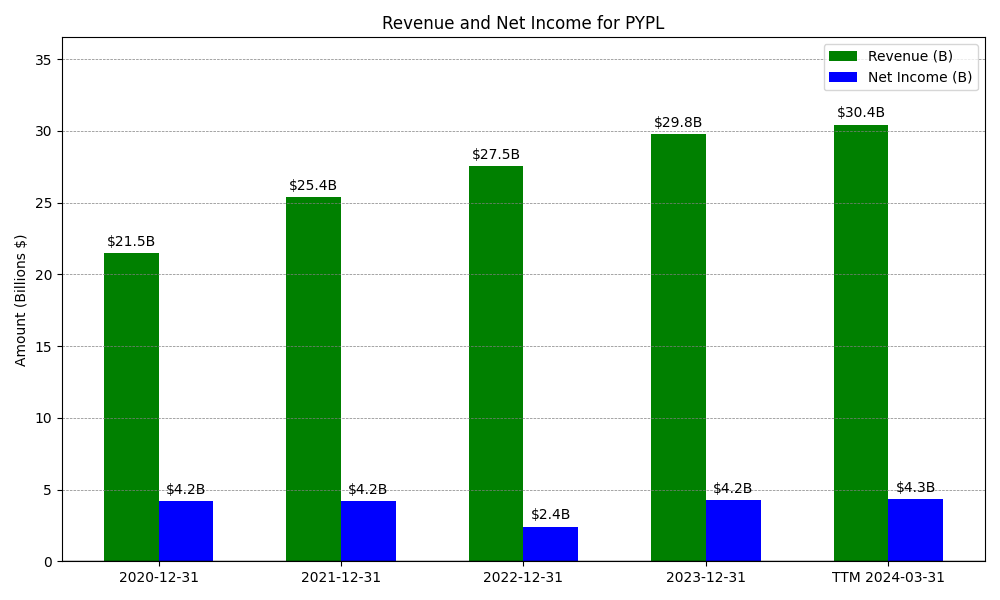 Revenue and Net Income for PYPL
Revenue (B)
Net Income (B)
Amount (Billions $)
35
30
25
20
15
10
5
0
$21.5B
$4.2B
$25.4B
$4.2B
$27.5B
$2.4B
$29.8B
$4.2B
$30.4B
$4.3B
2020-12-31
2021-12-31
2022-12-31
2023-12-31
TTM 2024-03-31